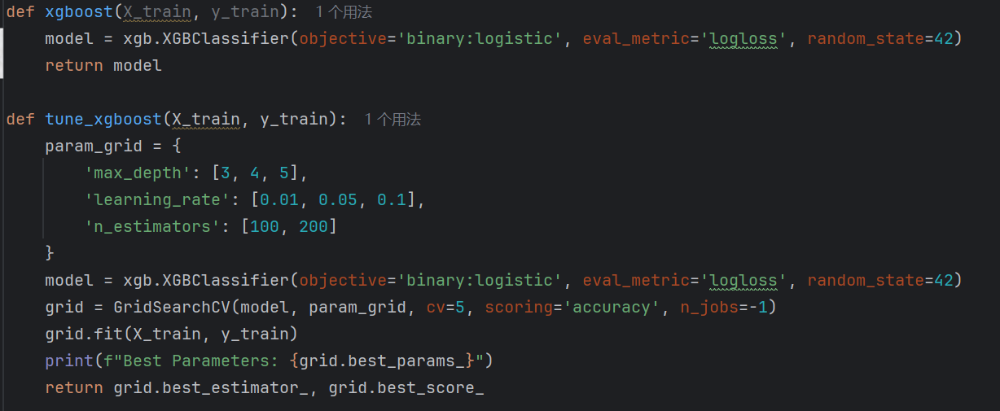 def xgboost(X_train, y_train):  1 个用法
    model = xgb.XGBClassifier(objective='binary:logistic', eval_metric='logloss', random_state=42)
    return model

def tune_xgboost(X_train, y_train):  1 个用法
    param_grid = {
        'max_depth': [3, 4, 5],
        'learning_rate': [0.01, 0.05, 0.1],
        'n_estimators': [100, 200]
    }
    model = xgb.XGBClassifier(objective='binary:logistic', eval_metric='logloss', random_state=42)
    grid = GridSearchCV(model, param_grid, cv=5, scoring='accuracy', n_jobs=-1)
    grid.fit(X_train, y_train)
    print(f"Best Parameters: {grid.best_params_}")
    return grid.best_estimator_, grid.best_score_